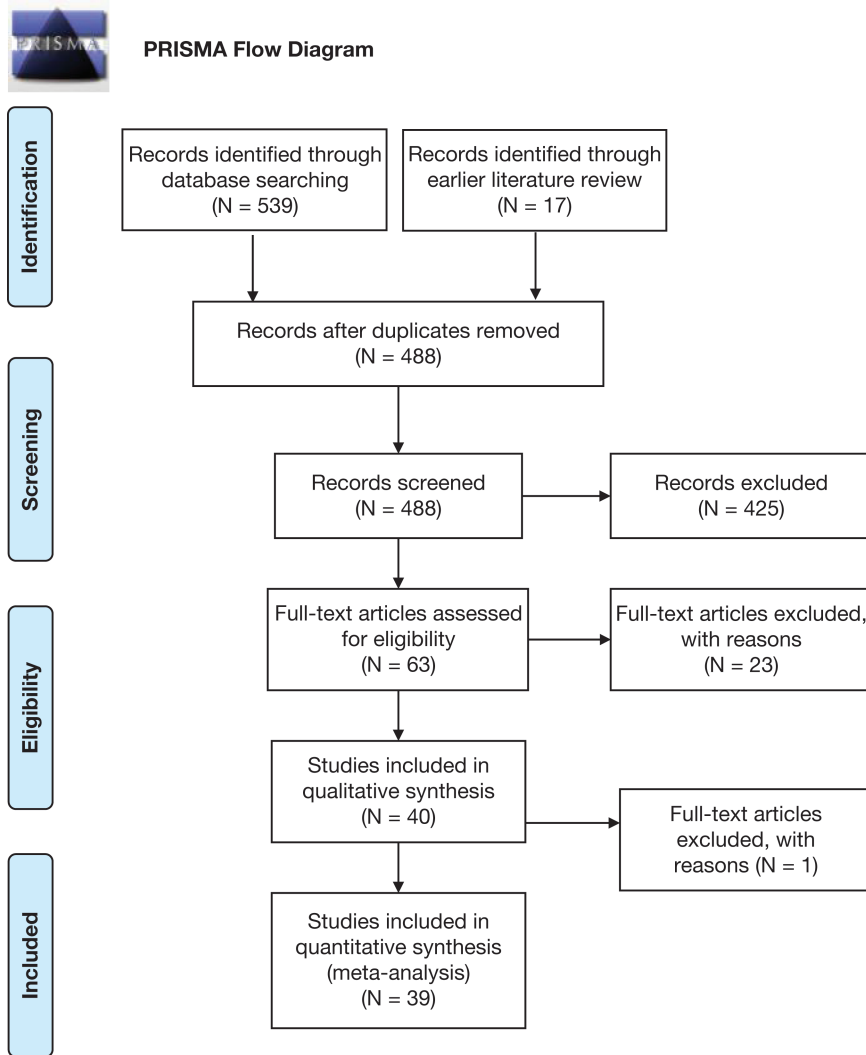 PRISMA
PRISMA Flow Diagram
Identification
Records identified through
database searching
(N = 539)
Records identified through
earlier literature review
(N = 17)
Records after duplicates removed
(N = 488)
Screening
Records screened
(N = 488)
Records excluded
(N = 425)
Eligibility
Full-text articles assessed
for eligibility
(N = 63)
Full-text articles excluded,
with reasons
(N = 23)
Studies included in
qualitative synthesis
(N = 40)
Full-text articles
excluded, with
reasons (N = 1)
Included
Studies included in
quantitative synthesis
(meta-analysis)
(N = 39)